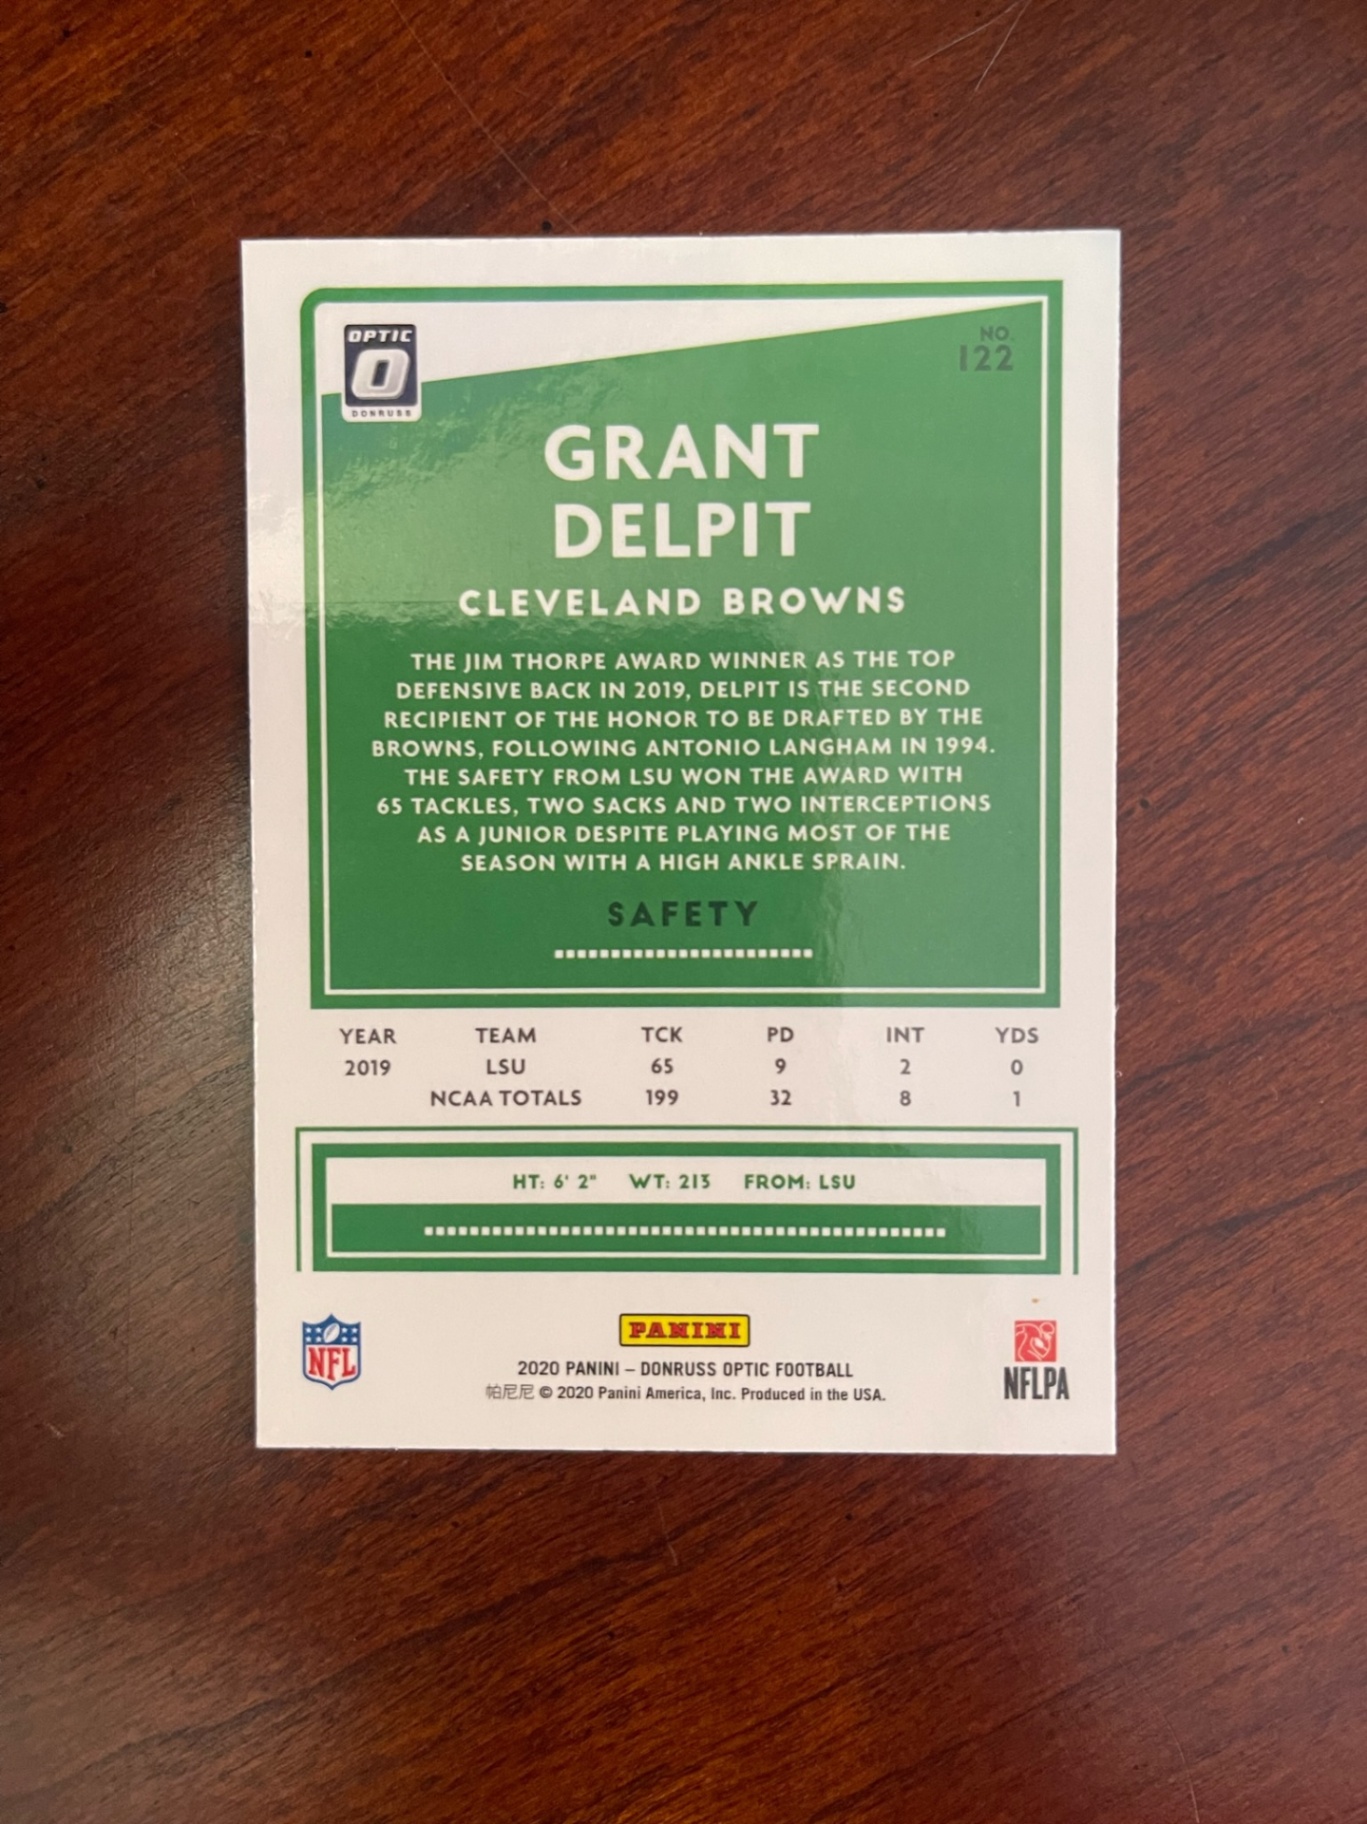 OPTIC
O
DONRUSS
NO.
122
GRANT
DELPIT
CLEVELAND BROWNS
THE JIM THORPE AWARD WINNER AS THE TOP
DEFENSIVE BACK IN 2019, DELPIT IS THE SECOND
RECIPIENT OF THE HONOR TO BE DRAFTED BY THE
BROWNS, FOLLOWING ANTONIO LANGHAM IN 1994.
THE SAFETY FROM LSU WON THE AWARD WITH
65 TACKLES, TWO SACKS AND TWO INTERCEPTIONS
AS A JUNIOR DESPITE PLAYING MOST OF THE
SEASON WITH A HIGH ANKLE SPRAIN.
SAFETY
YEAR TEAM TCK PD INT YDS
2019 LSU 65 9 2 0
NCAA TOTALS 199 32 8 1
HT: 6' 2" WT: 213 FROM: LSU
NFL
PANINI
NFLPA
2020 PANINI – DONRUSS OPTIC FOOTBALL
帕尼尼 © 2020 Panini America, Inc. Produced in the USA.